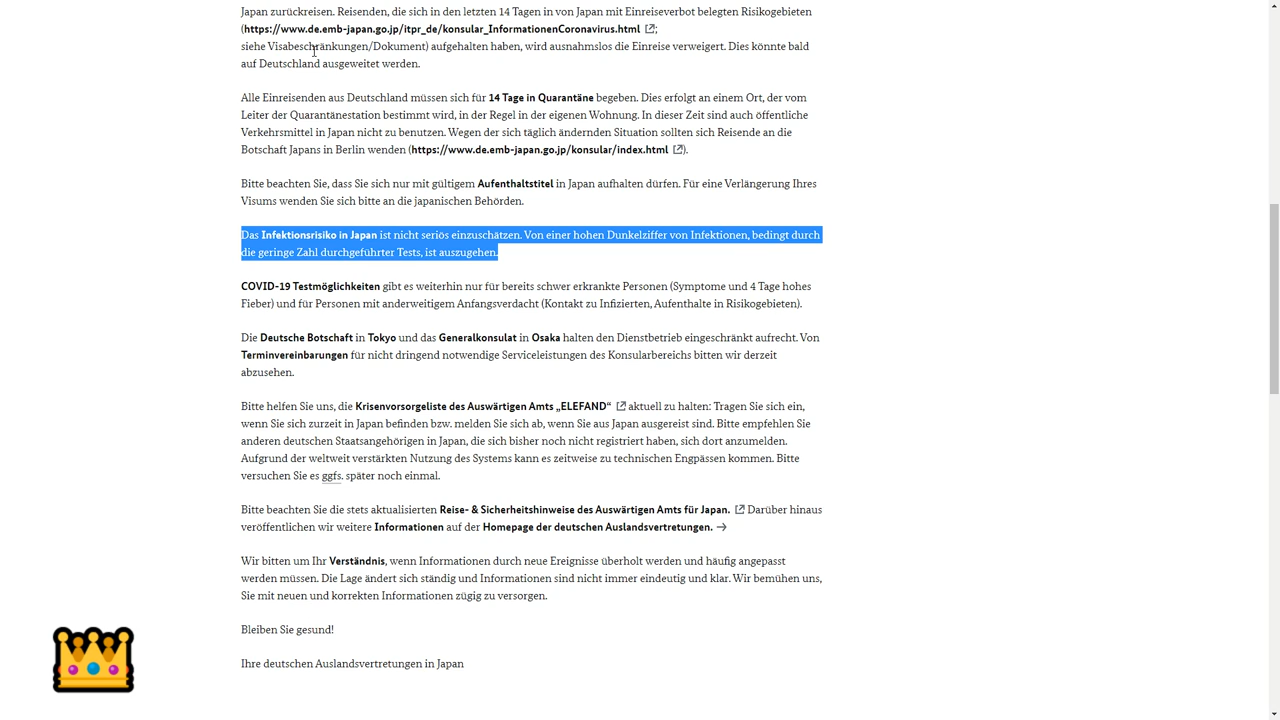 Japan zurückreisen. Reisenden, die sich in den letzten 14 Tagen in von Japan mit Einreiseverbot belegten Risikogebieten
(https://www.de.emb-japan.go.jp/itpr_de/konsular_InformationenCoronavirus.html ;
siehe Visabeschränkungen/Dokument) aufgehalten haben, wird ausnahmslos die Einreise verweigert. Dies könnte bald
auf Deutschland ausgeweitet werden.
Alle Einreisenden aus Deutschland müssen sich für 14 Tage in Quarantäne begeben. Dies erfolgt an einem Ort, der vom
Leiter der Quarantänestation bestimmt wird, in der Regel in der eigenen Wohnung. In dieser Zeit sind auch öffentliche
Verkehrsmittel in Japan nicht zu benutzen. Wegen der sich täglich ändernden Situation sollten sich Reisende an die
Botschaft Japans in Berlin wenden (https://www.de.emb-japan.go.jp/konsular/index.html ).
Bitte beachten Sie, dass Sie sich nur mit gültigem Aufenthaltstitel in Japan aufhalten dürfen. Für eine Verlängerung Ihres
Visums wenden Sie sich bitte an die japanischen Behörden.
Das Infektionsrisiko in Japan ist nicht seriös einzuschätzen. Von einer hohen Dunkelziffer von Infektionen, bedingt durch
die geringe Zahl durchgeführter Tests, ist auszugehen.
COVID-19 Testmöglichkeiten gibt es weiterhin nur für bereits schwer erkrankte Personen (Symptome und 4 Tage hohes
Fieber) und für Personen mit anderweitigem Anfangsverdacht (Kontakt zu Infizierten, Aufenthalte in Risikogebieten).
Die Deutsche Botschaft in Tokyo und das Generalkonsulat in Osaka halten den Dienstbetrieb eingeschränkt aufrecht. Von
Terminvereinbarungen für nicht dringend notwendige Serviceleistungen des Konsularbereichs bitten wir derzeit
abzusehen.
Bitte helfen Sie uns, die Krisenvorsorgeliste des Auswärtigen Amts „ELEFAND“ aktuell zu halten: Tragen Sie sich ein,
wenn Sie sich zurzeit in Japan befinden bzw. melden Sie sich ab, wenn Sie aus Japan ausgereist sind. Bitte empfehlen Sie
anderen deutschen Staatsangehörigen in Japan, die sich bisher noch nicht registriert haben, sich dort anzumelden.
Aufgrund der weltweit verstärkten Nutzung des Systems kann es zeitweise zu technischen Engpässen kommen. Bitte
versuchen Sie es ggfs. später noch einmal.
Bitte beachten Sie die stets aktualisierten Reise- & Sicherheitshinweise des Auswärtigen Amts für Japan. Darüber hinaus
veröffentlichen wir weitere Informationen auf der Homepage der deutschen Auslandsvertretungen. →
Wir bitten um Ihr Verständnis, wenn Informationen durch neue Ereignisse überholt werden und häufig angepasst
werden müssen. Die Lage ändert sich ständig und Informationen sind nicht immer eindeutig und klar. Wir bemühen uns,
Sie mit neuen und korrekten Informationen zügig zu versorgen.
Bleiben Sie gesund!
Ihre deutschen Auslandsvertretungen in Japan